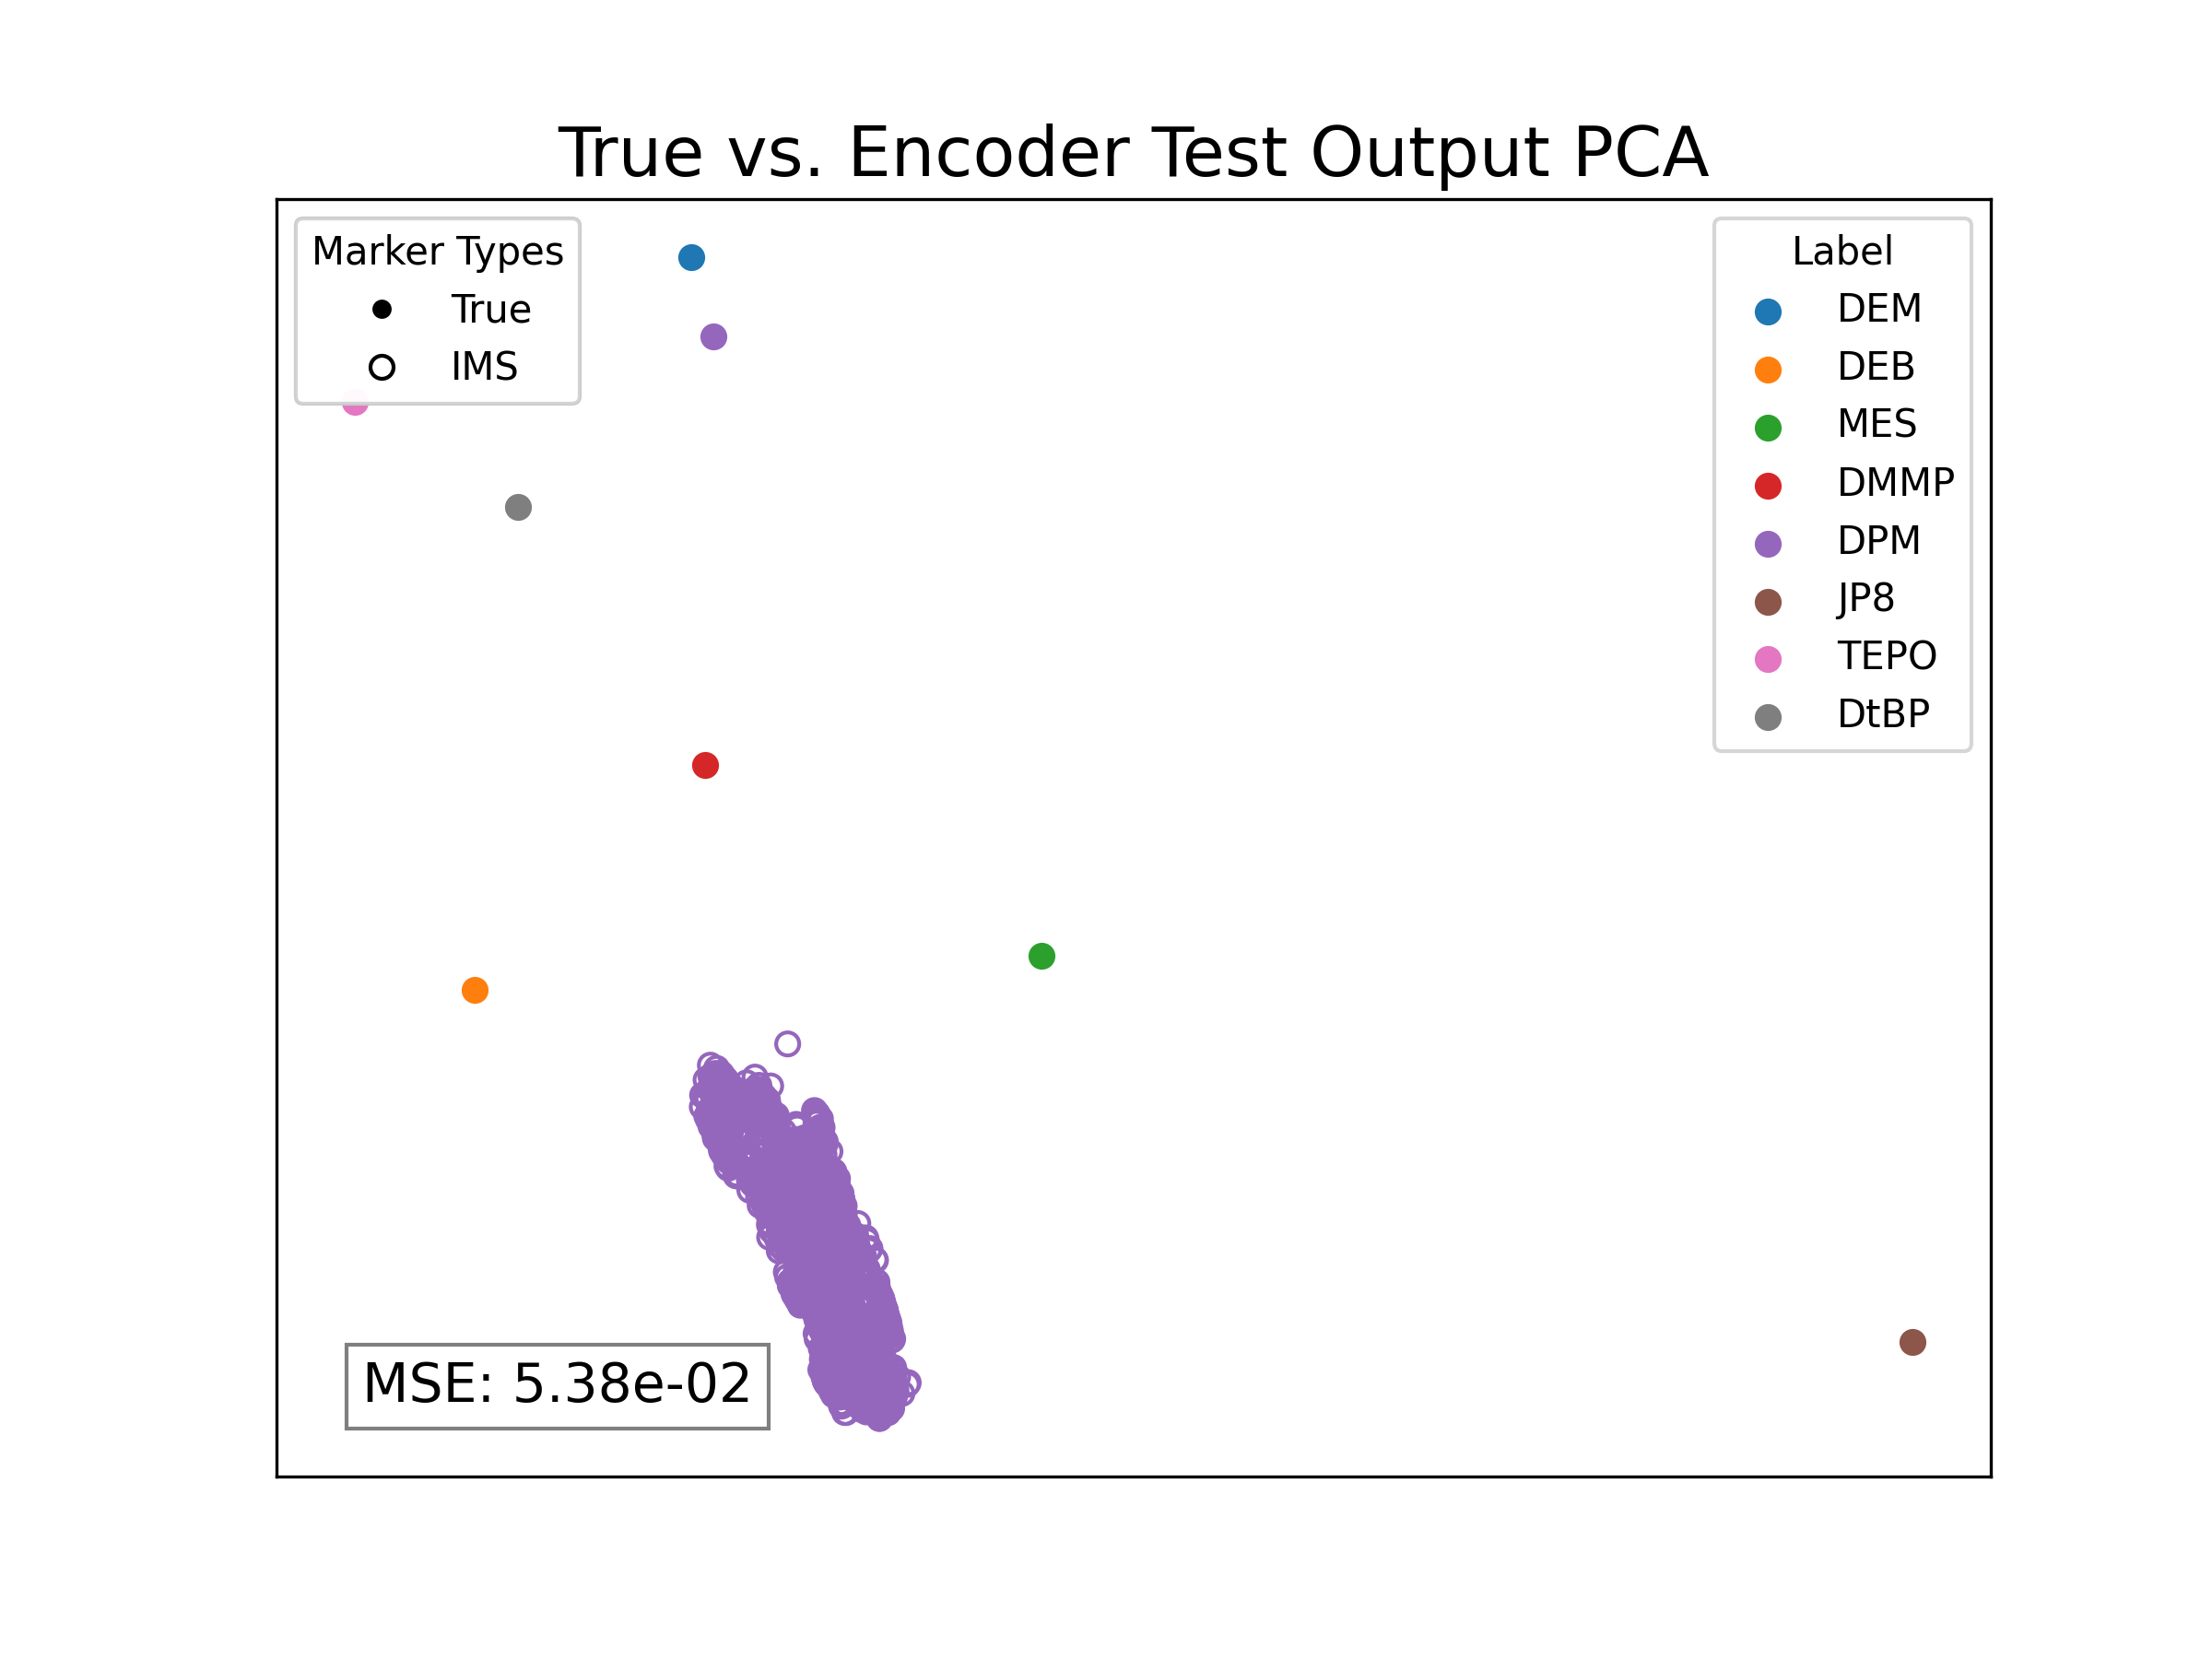 True vs. Encoder Test Output PCA
Marker Types
True
IMS
Label
DEM
DEB
MES
DMMP
DPM
JP8
TEPO
DtBP
MSE: 5.38e-02